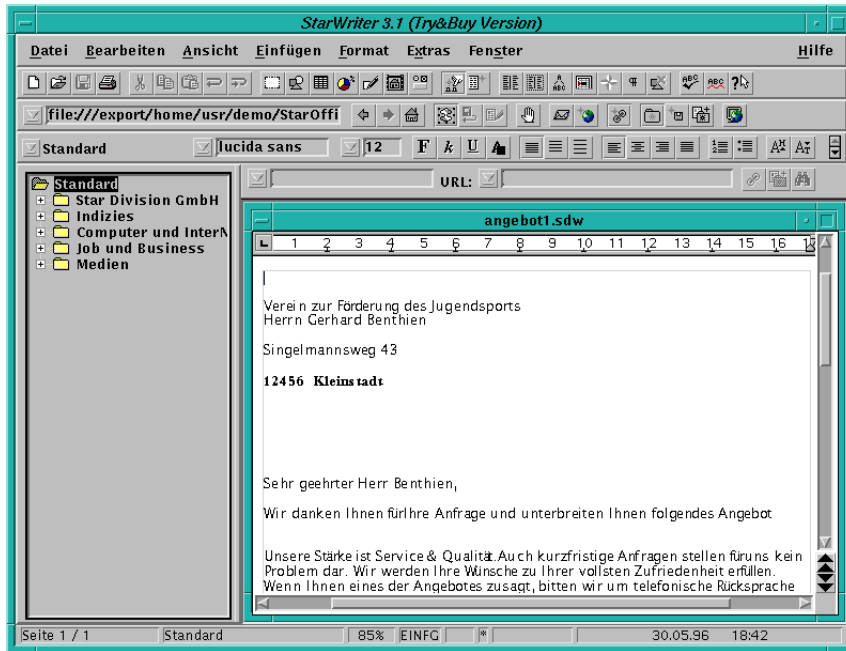 StarWriter 3.1 (Try&Buy Version)
Datei Bearbeiten Ansicht Einfügen Format Extras Fenster Hilfe
file:///export/home/usr/demo/StarOffi
Standard lucida sans 12 F k U A
URL:
Standard
Star Division GmbH
Indizies
Computer und InterN
Job und Business
Medien
angebot1.sdw
1 2 3 4 5 6 7 8 9 10 11 12 13 14 15 16
Verein zur Förderung des Jugendsports
Herrn Gerhard Benthien
Singelmannsweg 43
12456 Kleinstadt
Sehr geehrter Herr Benthien,
Wir danken Ihnen fürIhre Anfrage und unterbreiten Ihnen folgendes Angebot
Unsere Stärke ist Service & Qualität.Auch kurzfristige Anfragen stellen füruns kein
Problem dar. Wir werden Ihre Wünsche zu Ihrer vollsten Zufriedenheit erfüllen.
Wenn Ihnen eines der Angebotes zusagt, bitten wir um telefonische Rücksprache
Seite 1 / 1 Standard 85% EINFG * 30.05.96 18:42